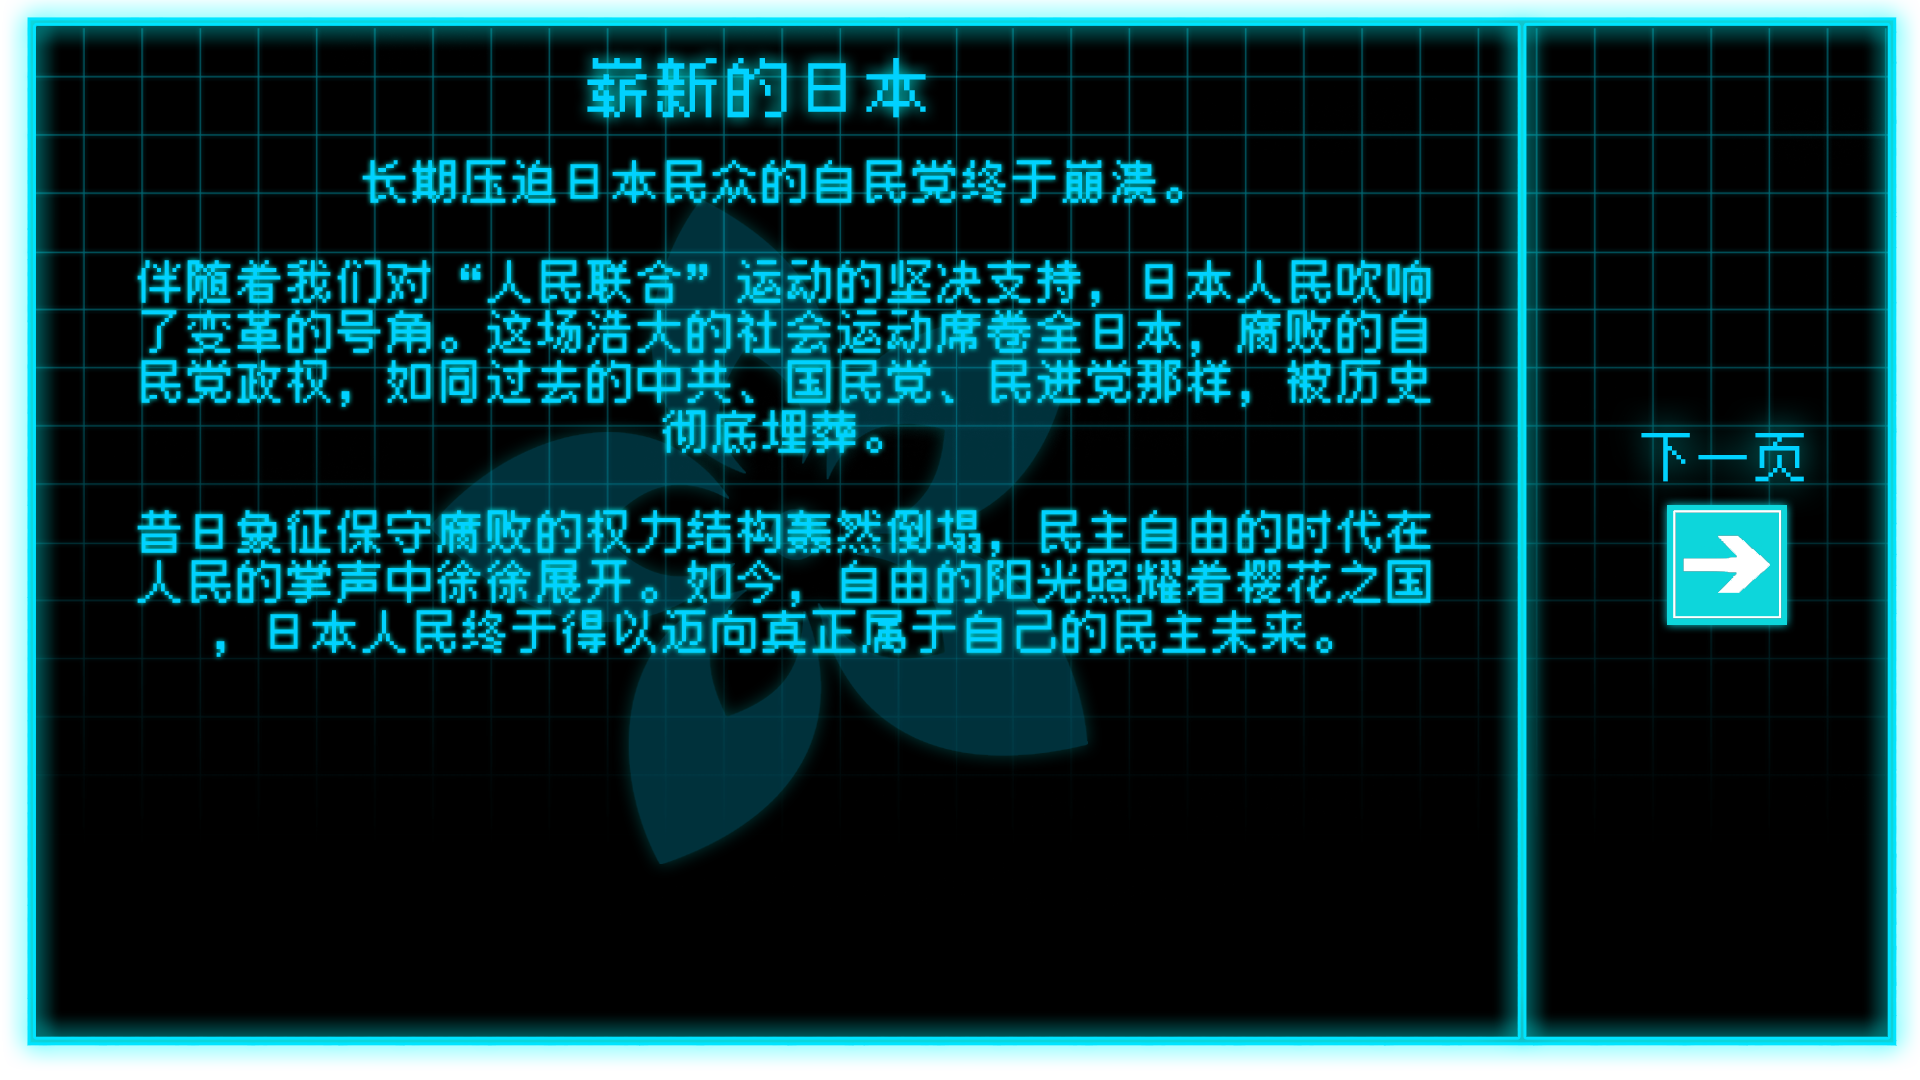 崭新的日本
长期压迫日本民众的自民党终于崩溃。
伴随着我们对“人民联合”运动的坚决支持，日本人民吹响
了变革的号角。这场浩大的社会运动席卷全日本，腐败的自
民党政权，如同过去的中共、国民党、民进党那样，被历史
彻底埋葬。
昔日象征保守腐败的权力结构轰然倒塌，民主自由的时代在
人民的掌声中徐徐展开。如今，自由的阳光照耀着樱花之国
，日本人民终于得以迈向真正属于自己的民主未来。
下一页